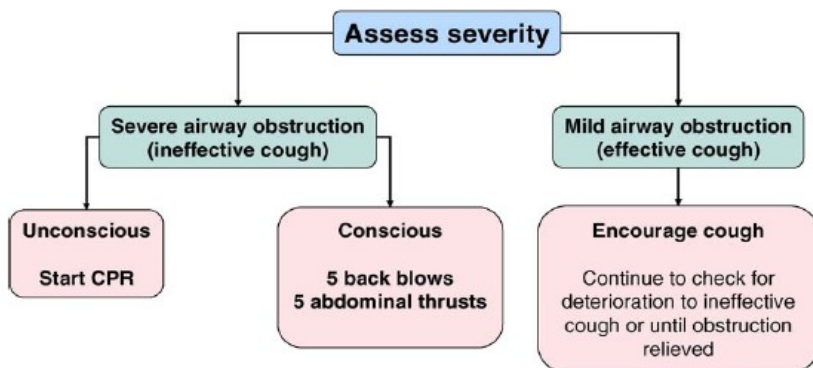 Assess severity
Severe airway obstruction
(ineffective cough)
Mild airway obstruction
(effective cough)
Unconscious
Start CPR
Conscious
5 back blows
5 abdominal thrusts
Encourage cough
Continue to check for
deterioration to ineffective
cough or until obstruction
relieved